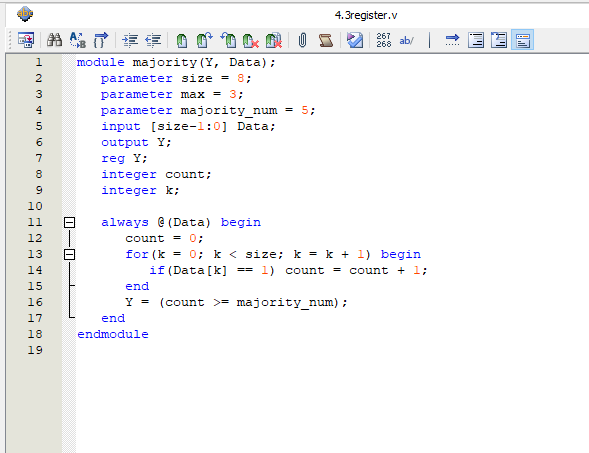 4.3register.v
267
268
ab/
1 module majority(Y, Data);
2 parameter size = 8;
3 parameter max = 3;
4 parameter majority_num = 5;
5 input [size-1:0] Data;
6 output Y;
7 reg Y;
8 integer count;
9 integer k;
10
11 always @(Data) begin
12 count = 0;
13 for(k = 0; k < size; k = k + 1) begin
14 if(Data[k] == 1) count = count + 1;
15 end
16 Y = (count >= majority_num);
17 end
18 endmodule
19